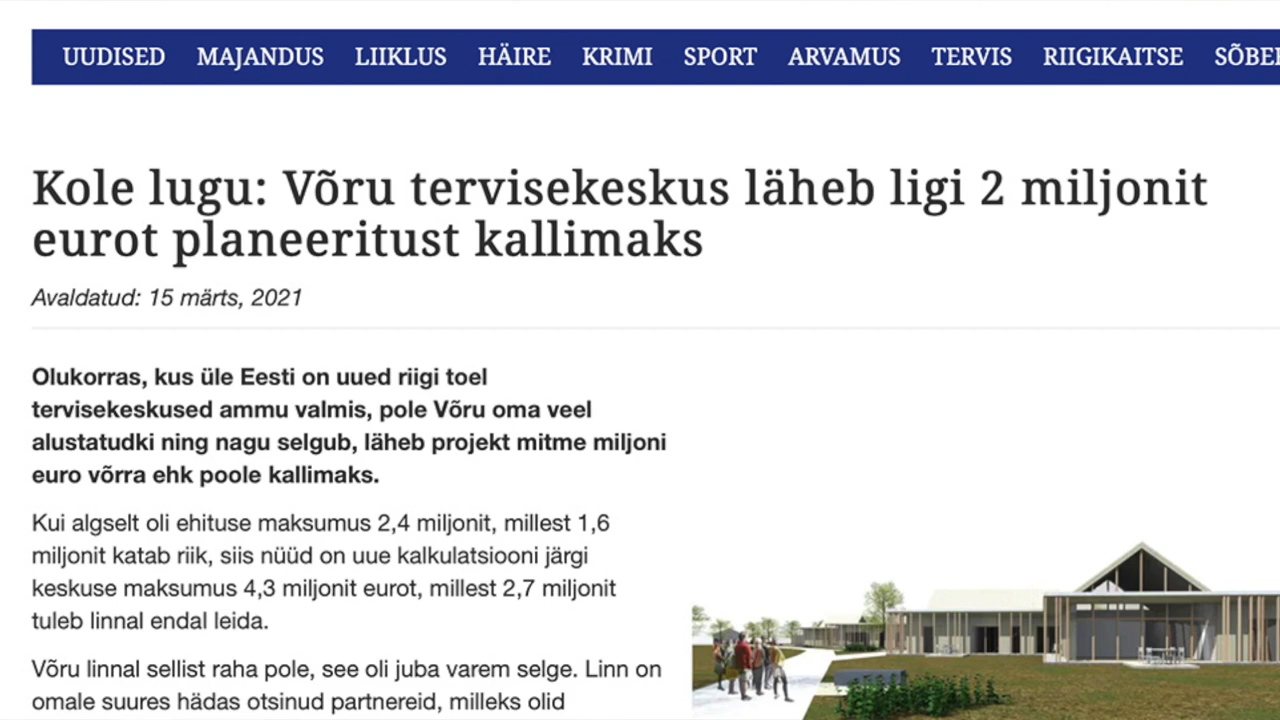 UUDISED MAJANDUS LIIKLUS HÄIRE KRIMI SPORT ARVAMUS TERVIS RIIGIKAITSE
Kole lugu: Võru tervisekeskus läheb ligi 2 miljonit
eurot planeeritust kallimaks
Avaldatud: 15 märts, 2021
Olukorras, kus üle Eesti on uued riigi toel
tervisekeskused ammu valmis, pole Võru oma veel
alustatudki ning nagu selgub, läheb projekt mitme miljoni
euro võrra ehk poole kallimaks.
Kui algselt oli ehituse maksumus 2,4 miljonit, millest 1,6
miljonit katab riik, siis nüüd on uue kalkulatsiooni järgi
keskuse maksumus 4,3 miljonit eurot, millest 2,7 miljonit
tuleb linnal endal leida.
Võru linnal sellist raha pole, see oli juba varem selge. Linn on
omale suures hädas otsinud partnereid, milleks olid